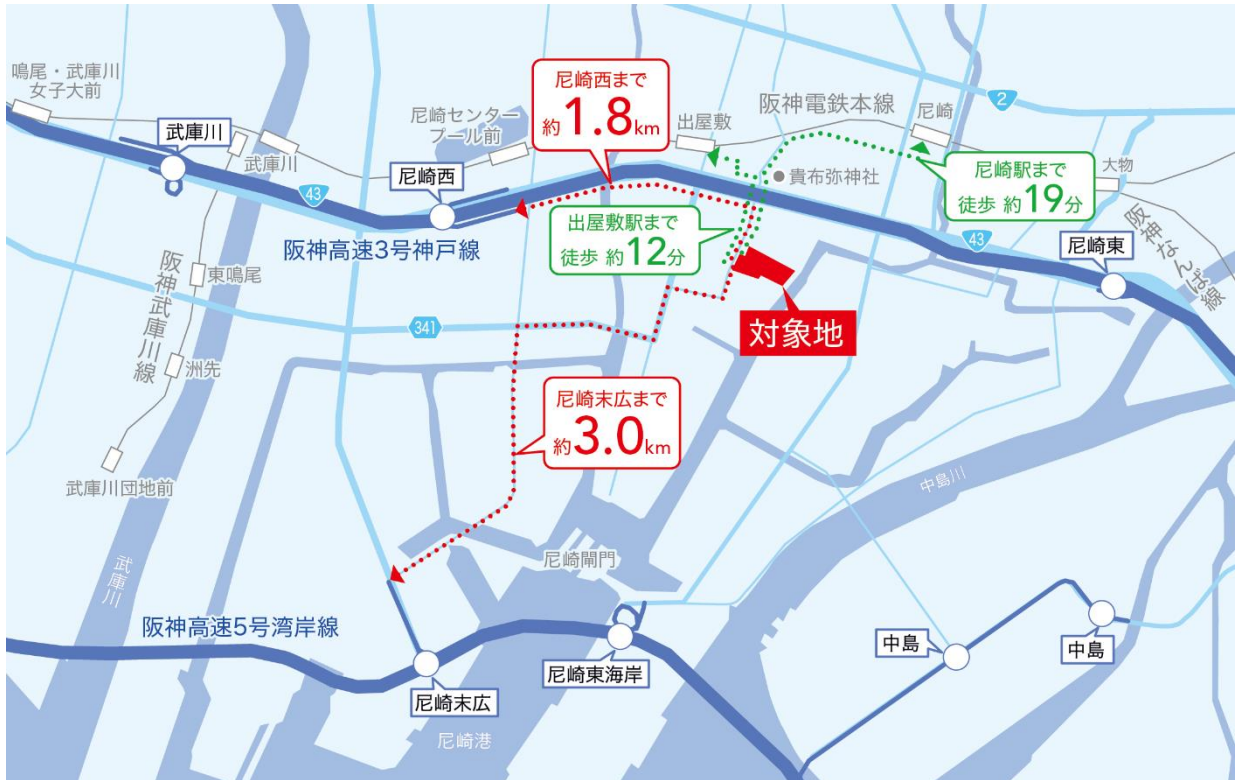 鳴尾・武庫川
女子大前
武庫川
武庫川
43
尼崎センター
プール前
尼崎西
尼崎西まで
約1.8km
出屋敷
阪神電鉄本線
尼崎
2
貴布弥神社
尼崎駅まで
徒歩 約19分
大物
出屋敷駅まで
徒歩 約12分
43
尼崎東
阪神なんば線
阪神高速3号神戸線
阪神武庫川線
東鳴尾
洲先
341
対象地
尼崎末広まで
約3.0km
武庫川団地前
武庫川
中島川
尼崎閘門
阪神高速5号湾岸線
尼崎末広
尼崎東海岸
中島
中島
尼崎港